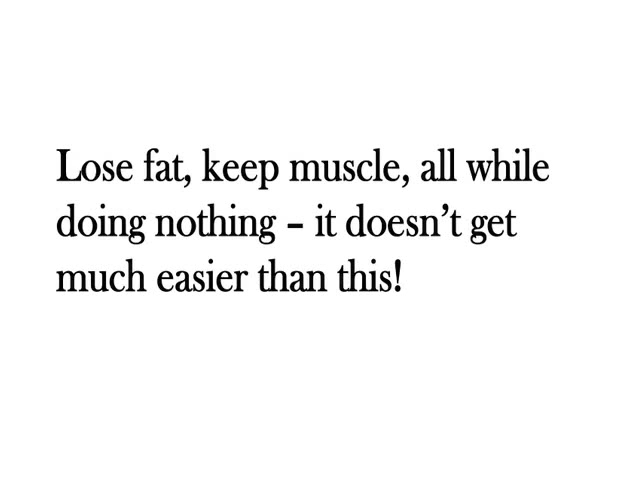 Lose fat, keep muscle, all while
doing nothing – it doesn’t get
much easier than this!